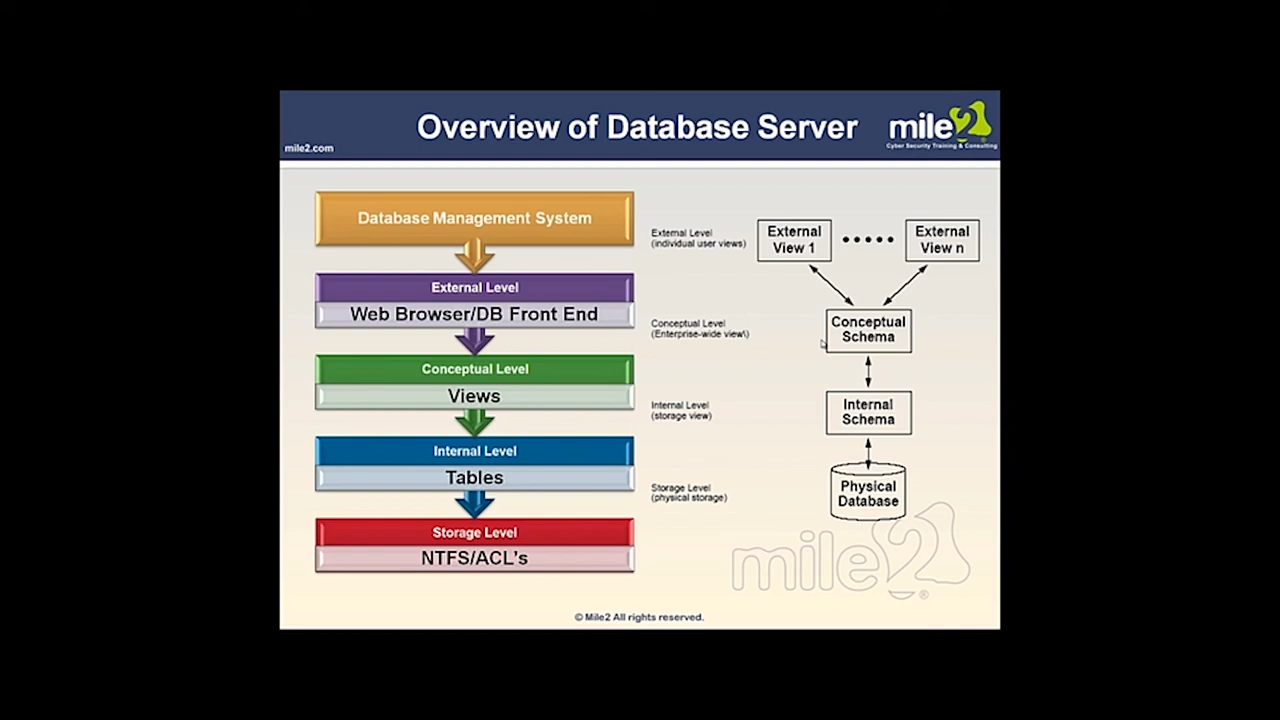 Overview of Database Server
mile2
Cyber Security Training & Consulting
mile2.com
Database Management System
External Level
Web Browser/DB Front End
Conceptual Level
Views
Internal Level
Tables
Storage Level
NTFS/ACL's
External Level
(individual user views)
External
View 1
External
View n
Conceptual Level
(Enterprise-wide view\)
Conceptual
Schema
Internal Level
(storage view)
Internal
Schema
Storage Level
(physical storage)
Physical
Database
mile2®
© Mile2 All rights reserved.